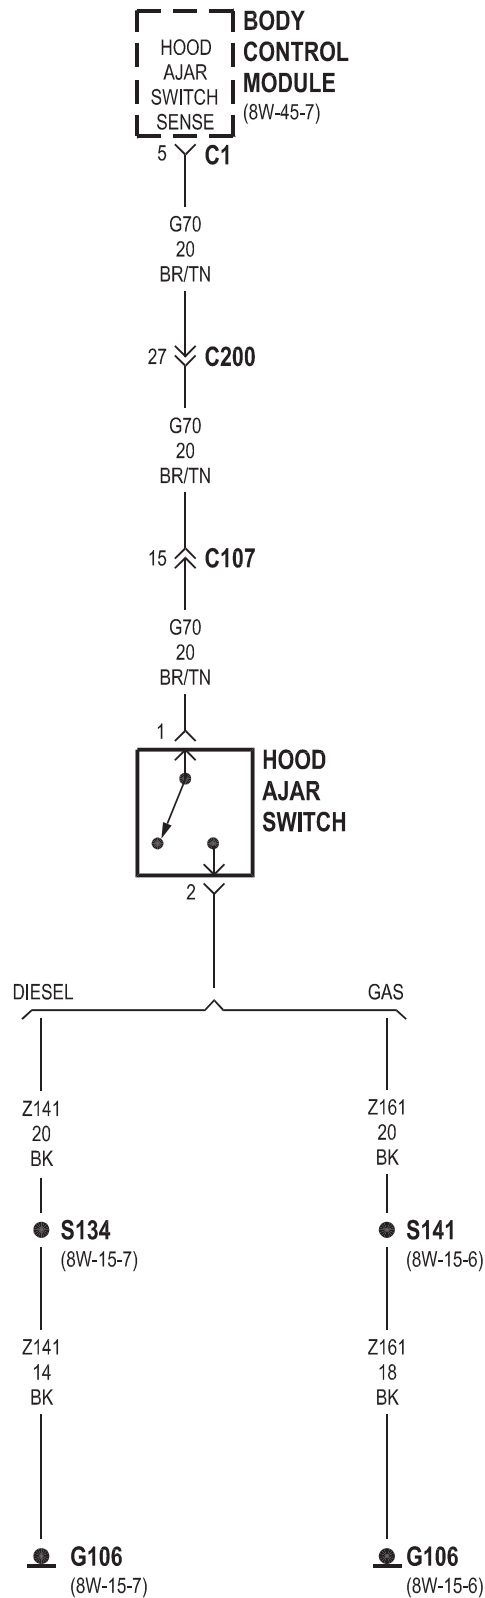 HOOD
AJAR
SWITCH
SENSE
BODY
CONTROL
MODULE
(8W-45-7)
5 C1
G70
20
BR/TN
27 C200
G70
20
BR/TN
15 C107
G70
20
BR/TN
1
HOOD
AJAR
SWITCH
2
DIESEL
GAS
Z141
20
BK
S134
(8W-15-7)
Z141
14
BK
G106
(8W-15-7)
Z161
20
BK
S141
(8W-15-6)
Z161
18
BK
G106
(8W-15-6)